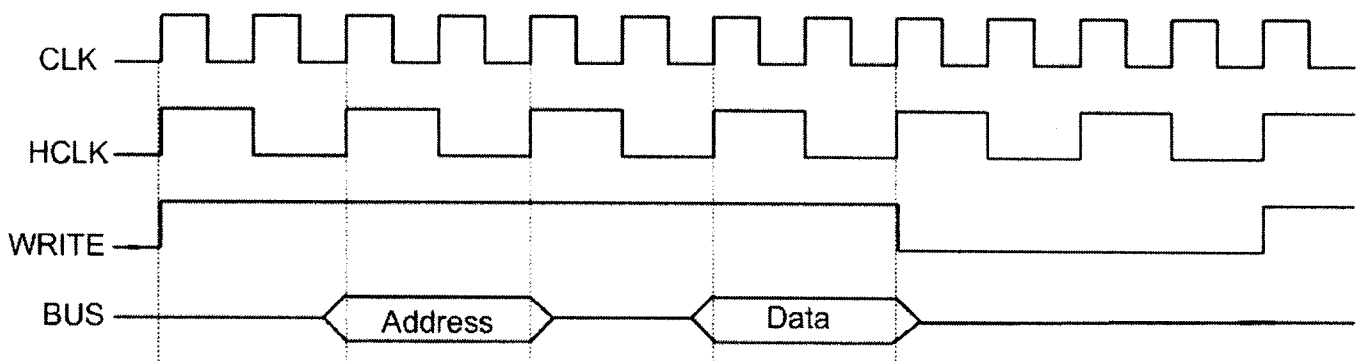 CLK
HCLK
WRITE
BUS
Address
Data